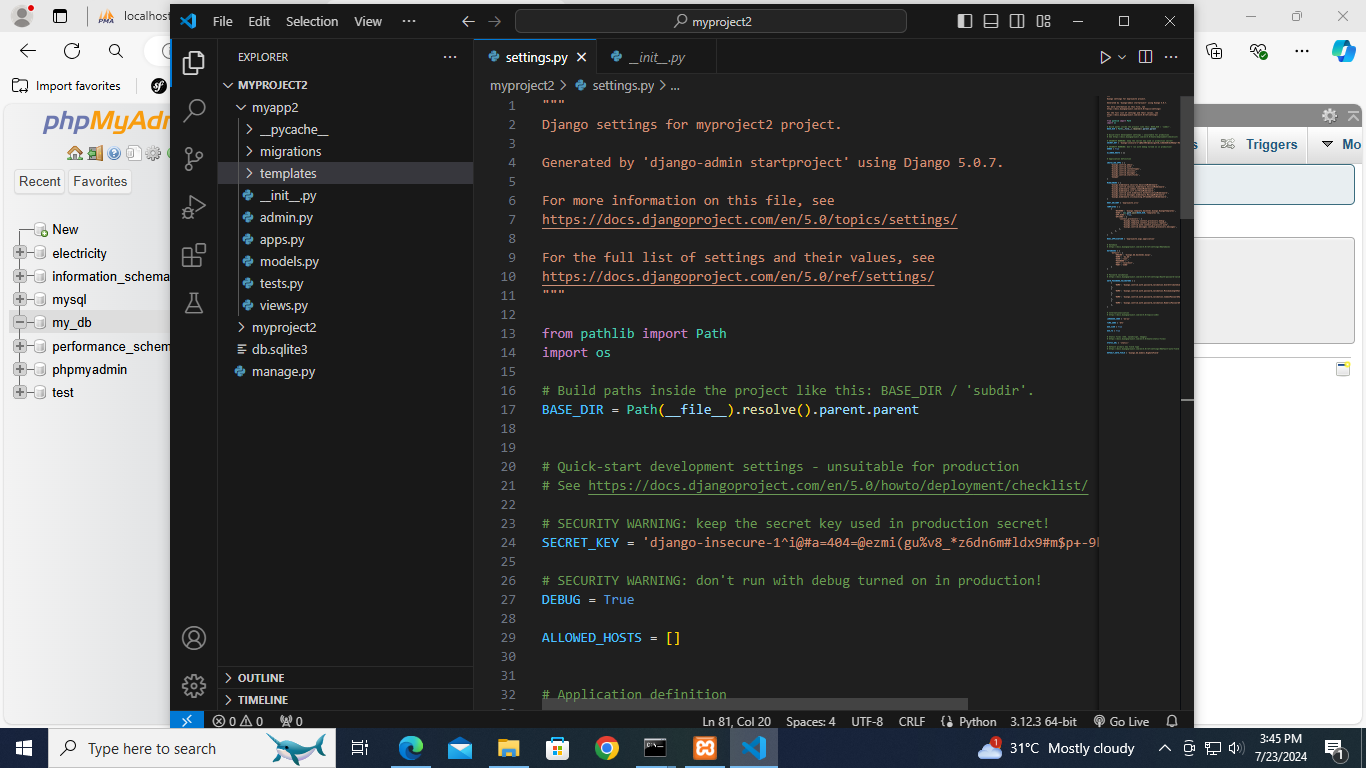 File Edit Selection View ··· myproject2
localhos
Import favorites
phpMyAdm
Recent Favorites
New
electricity
information_schema
mysql
my_db
performance_schem
phpmyadmin
test
EXPLORER ···
MYPROJECT2
myapp2
__pycache__
migrations
templates
__init__.py
admin.py
apps.py
models.py
tests.py
views.py
myproject2
db.sqlite3
manage.py
OUTLINE
TIMELINE
settings.py __init__.py
myproject2 > settings.py > ...
1 """
2 Django settings for myproject2 project.
3
4 Generated by 'django-admin startproject' using Django 5.0.7.
5
6 For more information on this file, see
7 https://docs.djangoproject.com/en/5.0/topics/settings/
8
9 For the full list of settings and their values, see
10 https://docs.djangoproject.com/en/5.0/ref/settings/
11 """
12
13 from pathlib import Path
14 import os
15
16 # Build paths inside the project like this: BASE_DIR / 'subdir'.
17 BASE_DIR = Path(__file__).resolve().parent.parent
18
19
20 # Quick-start development settings - unsuitable for production
21 # See https://docs.djangoproject.com/en/5.0/howto/deployment/checklist/
22
23 # SECURITY WARNING: keep the secret key used in production secret!
24 SECRET_KEY = 'django-insecure-1^i@#a=404=@ezmi(gu%v8_*z6dn6m#ldx9#m$p+-9
25
26 # SECURITY WARNING: don't run with debug turned on in production!
27 DEBUG = True
28
29 ALLOWED_HOSTS = []
30
31
32 # Application definition
s Triggers Mo
0 0 0 Ln 81, Col 20 Spaces: 4 UTF-8 CRLF Python 3.12.3 64-bit Go Live
Type here to search
31°C Mostly cloudy
3:45 PM
7/23/2024
1